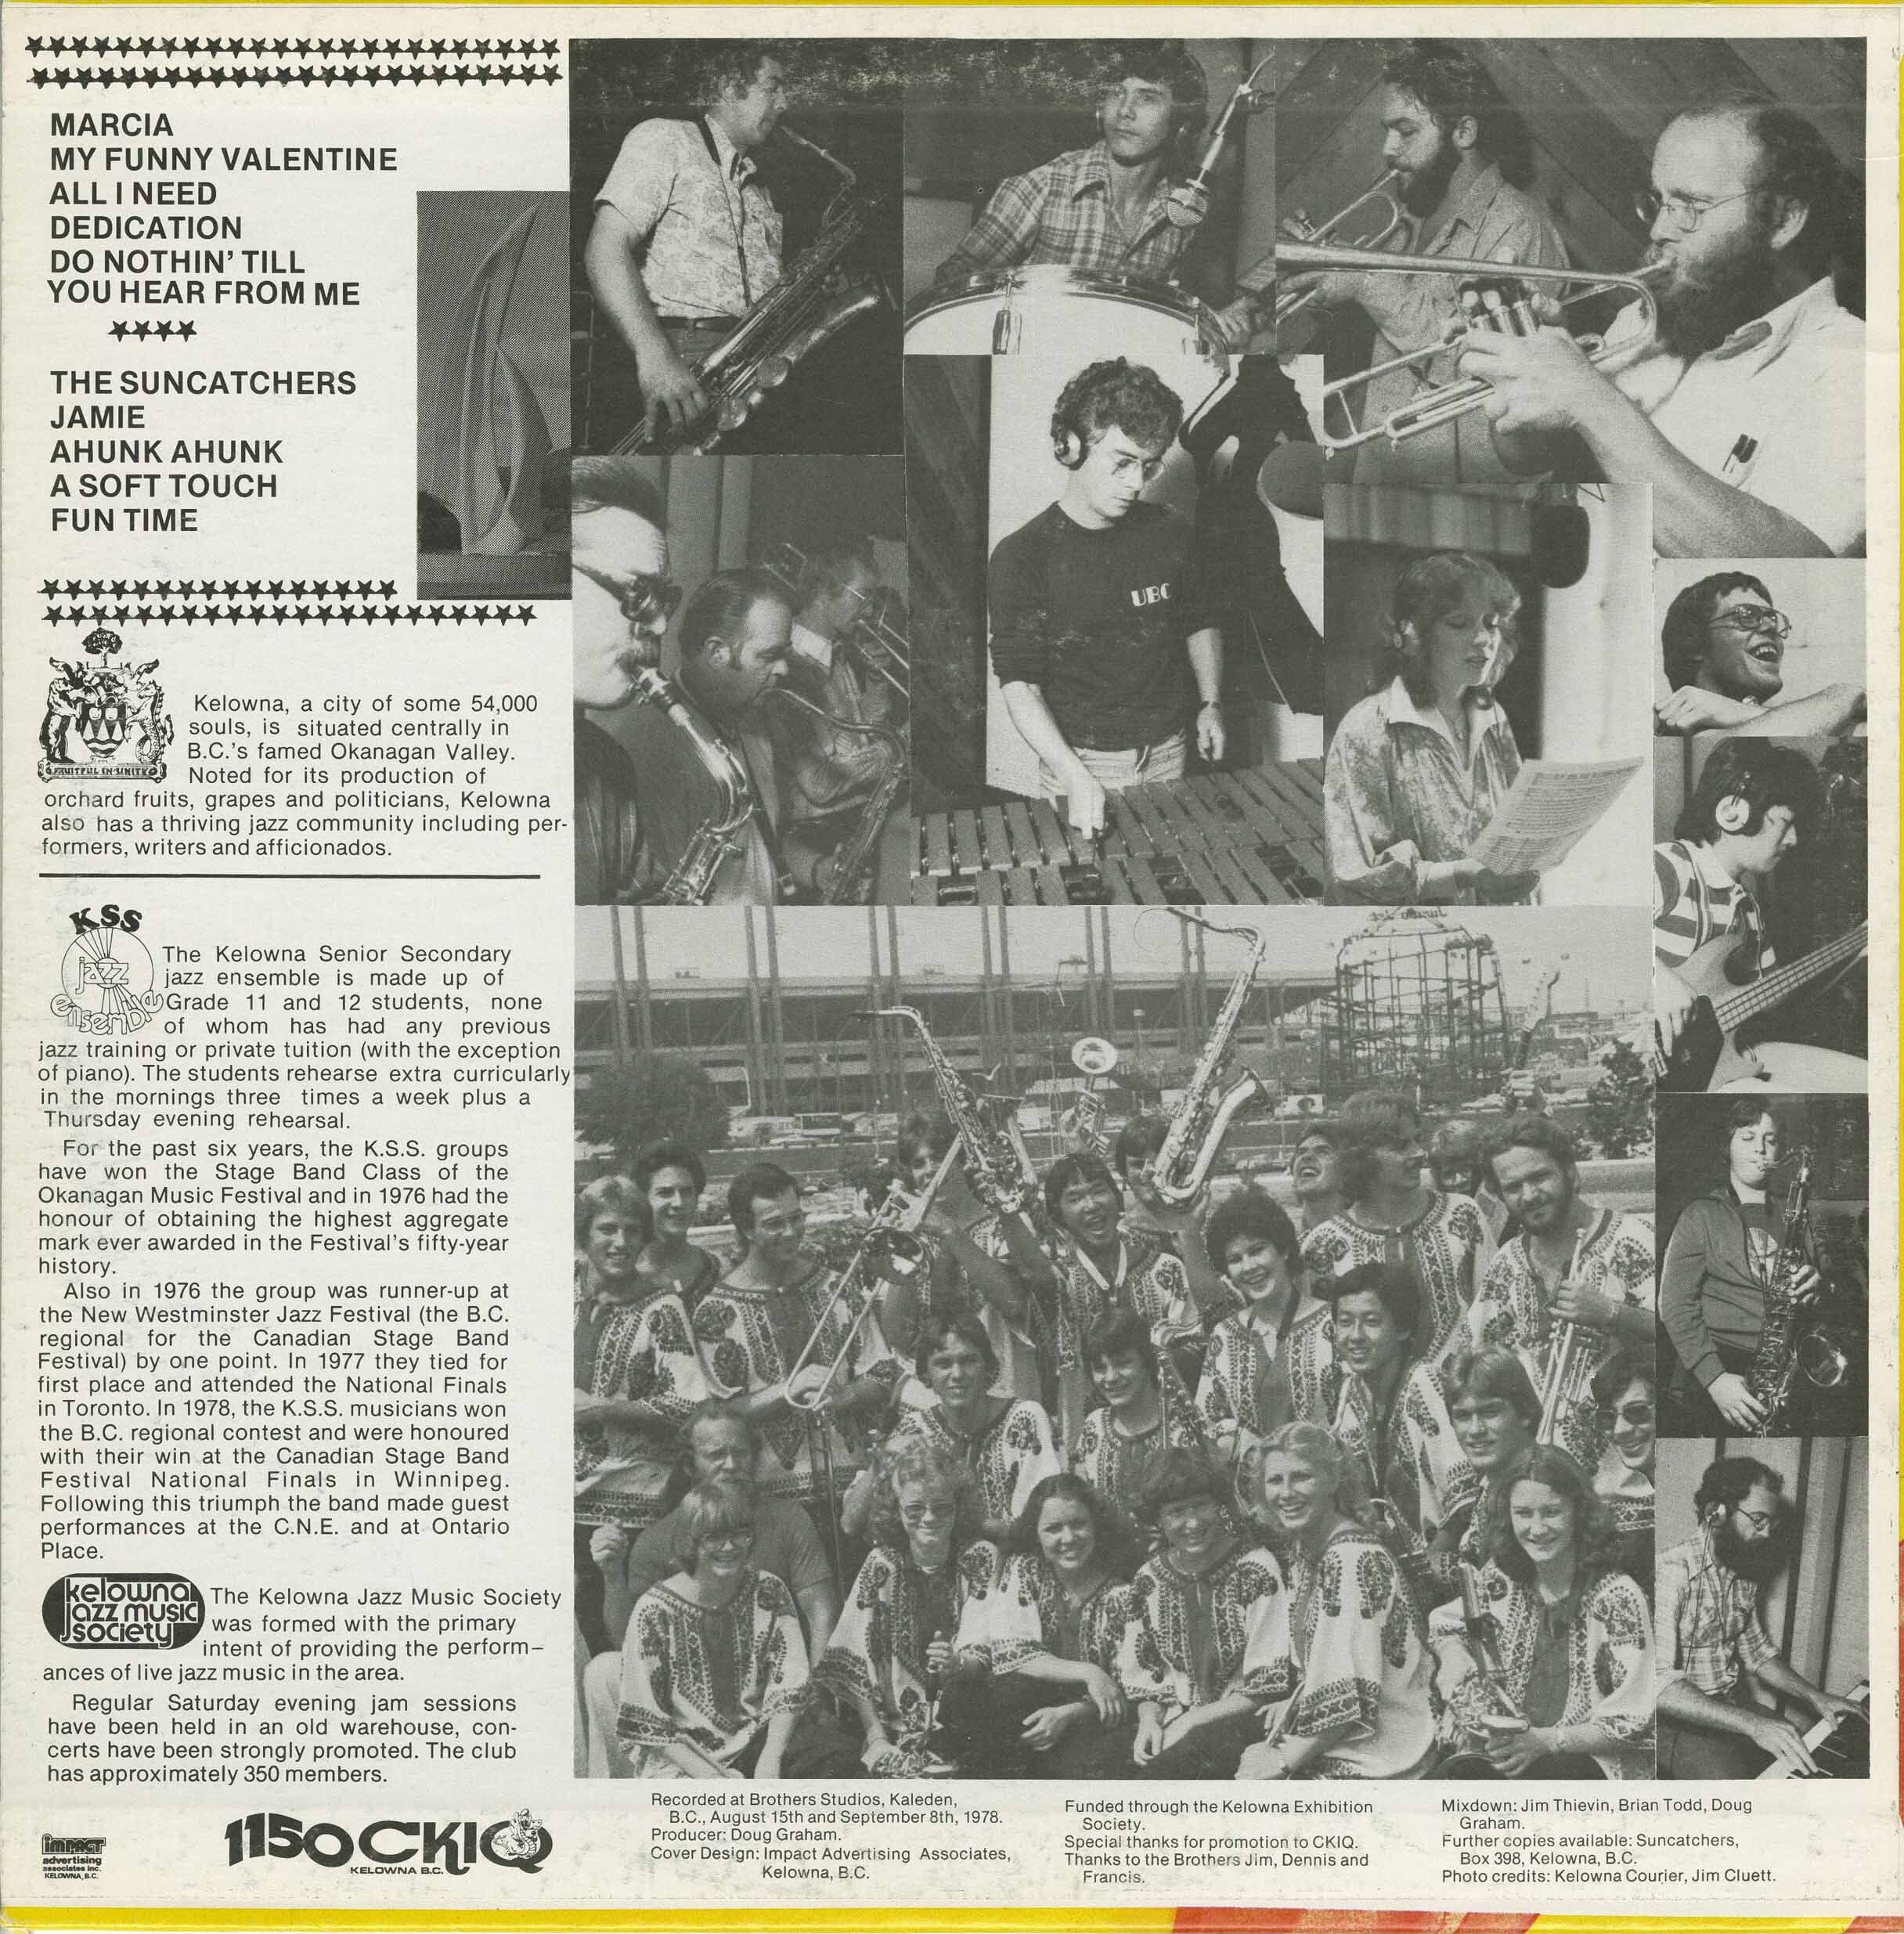 MARCIA
MY FUNNY VALENTINE
ALL I NEED
DEDICATION
DO NOTHIN' TILL
YOU HEAR FROM ME
THE SUNCATCHERS
JAMIE
AHUNK AHUNK
A SOFT TOUCH
FUN TIME
FRUITFUL IN UNITY
Kelowna, a city of some 54,000
souls, is situated centrally in
B.C.'s famed Okanagan Valley.
Noted for its production of
orchard fruits, grapes and politicians, Kelowna
also has a thriving jazz community including per-
formers, writers and afficionados.
KSS
jazz
ensemble
The Kelowna Senior Secondary
jazz ensemble is made up of
Grade 11 and 12 students, none
of whom has had any previous
jazz training or private tuition (with the exception
of piano). The students rehearse extra curricularly
in the mornings three times a week plus a
Thursday evening rehearsal.
For the past six years, the K.S.S. groups
have won the Stage Band Class of the
Okanagan Music Festival and in 1976 had the
honour of obtaining the highest aggregate
mark ever awarded in the Festival's fifty-year
history.
Also in 1976 the group was runner-up at
the New Westminster Jazz Festival (the B.C.
regional for the Canadian Stage Band
Festival) by one point. In 1977 they tied for
first place and attended the National Finals
in Toronto. In 1978, the K.S.S. musicians won
the B.C. regional contest and were honoured
with their win at the Canadian Stage Band
Festival National Finals in Winnipeg.
Following this triumph the band made guest
performances at the C.N.E. and at Ontario
Place.
kelowna
jazz music
society
The Kelowna Jazz Music Society
was formed with the primary
intent of providing the perform–
ances of live jazz music in the area.
Regular Saturday evening jam sessions
have been held in an old warehouse, con-
certs have been strongly promoted. The club
has approximately 350 members.
impact
advertising
associates inc.
KELOWNA, B.C.
1150 CKIQ
KELOWNA B.C.
UBC
Jumbo Jet
Recorded at Brothers Studios, Kaleden,
B.C., August 15th and September 8th, 1978.
Producer: Doug Graham.
Cover Design: Impact Advertising Associates,
Kelowna, B.C.
Funded through the Kelowna Exhibition
Society.
Special thanks for promotion to CKIQ.
Thanks to the Brothers Jim, Dennis and
Francis.
Mixdown: Jim Thievin, Brian Todd, Doug
Graham.
Further copies available: Suncatchers,
Box 398, Kelowna, B.C.
Photo credits: Kelowna Courier, Jim Cluett.